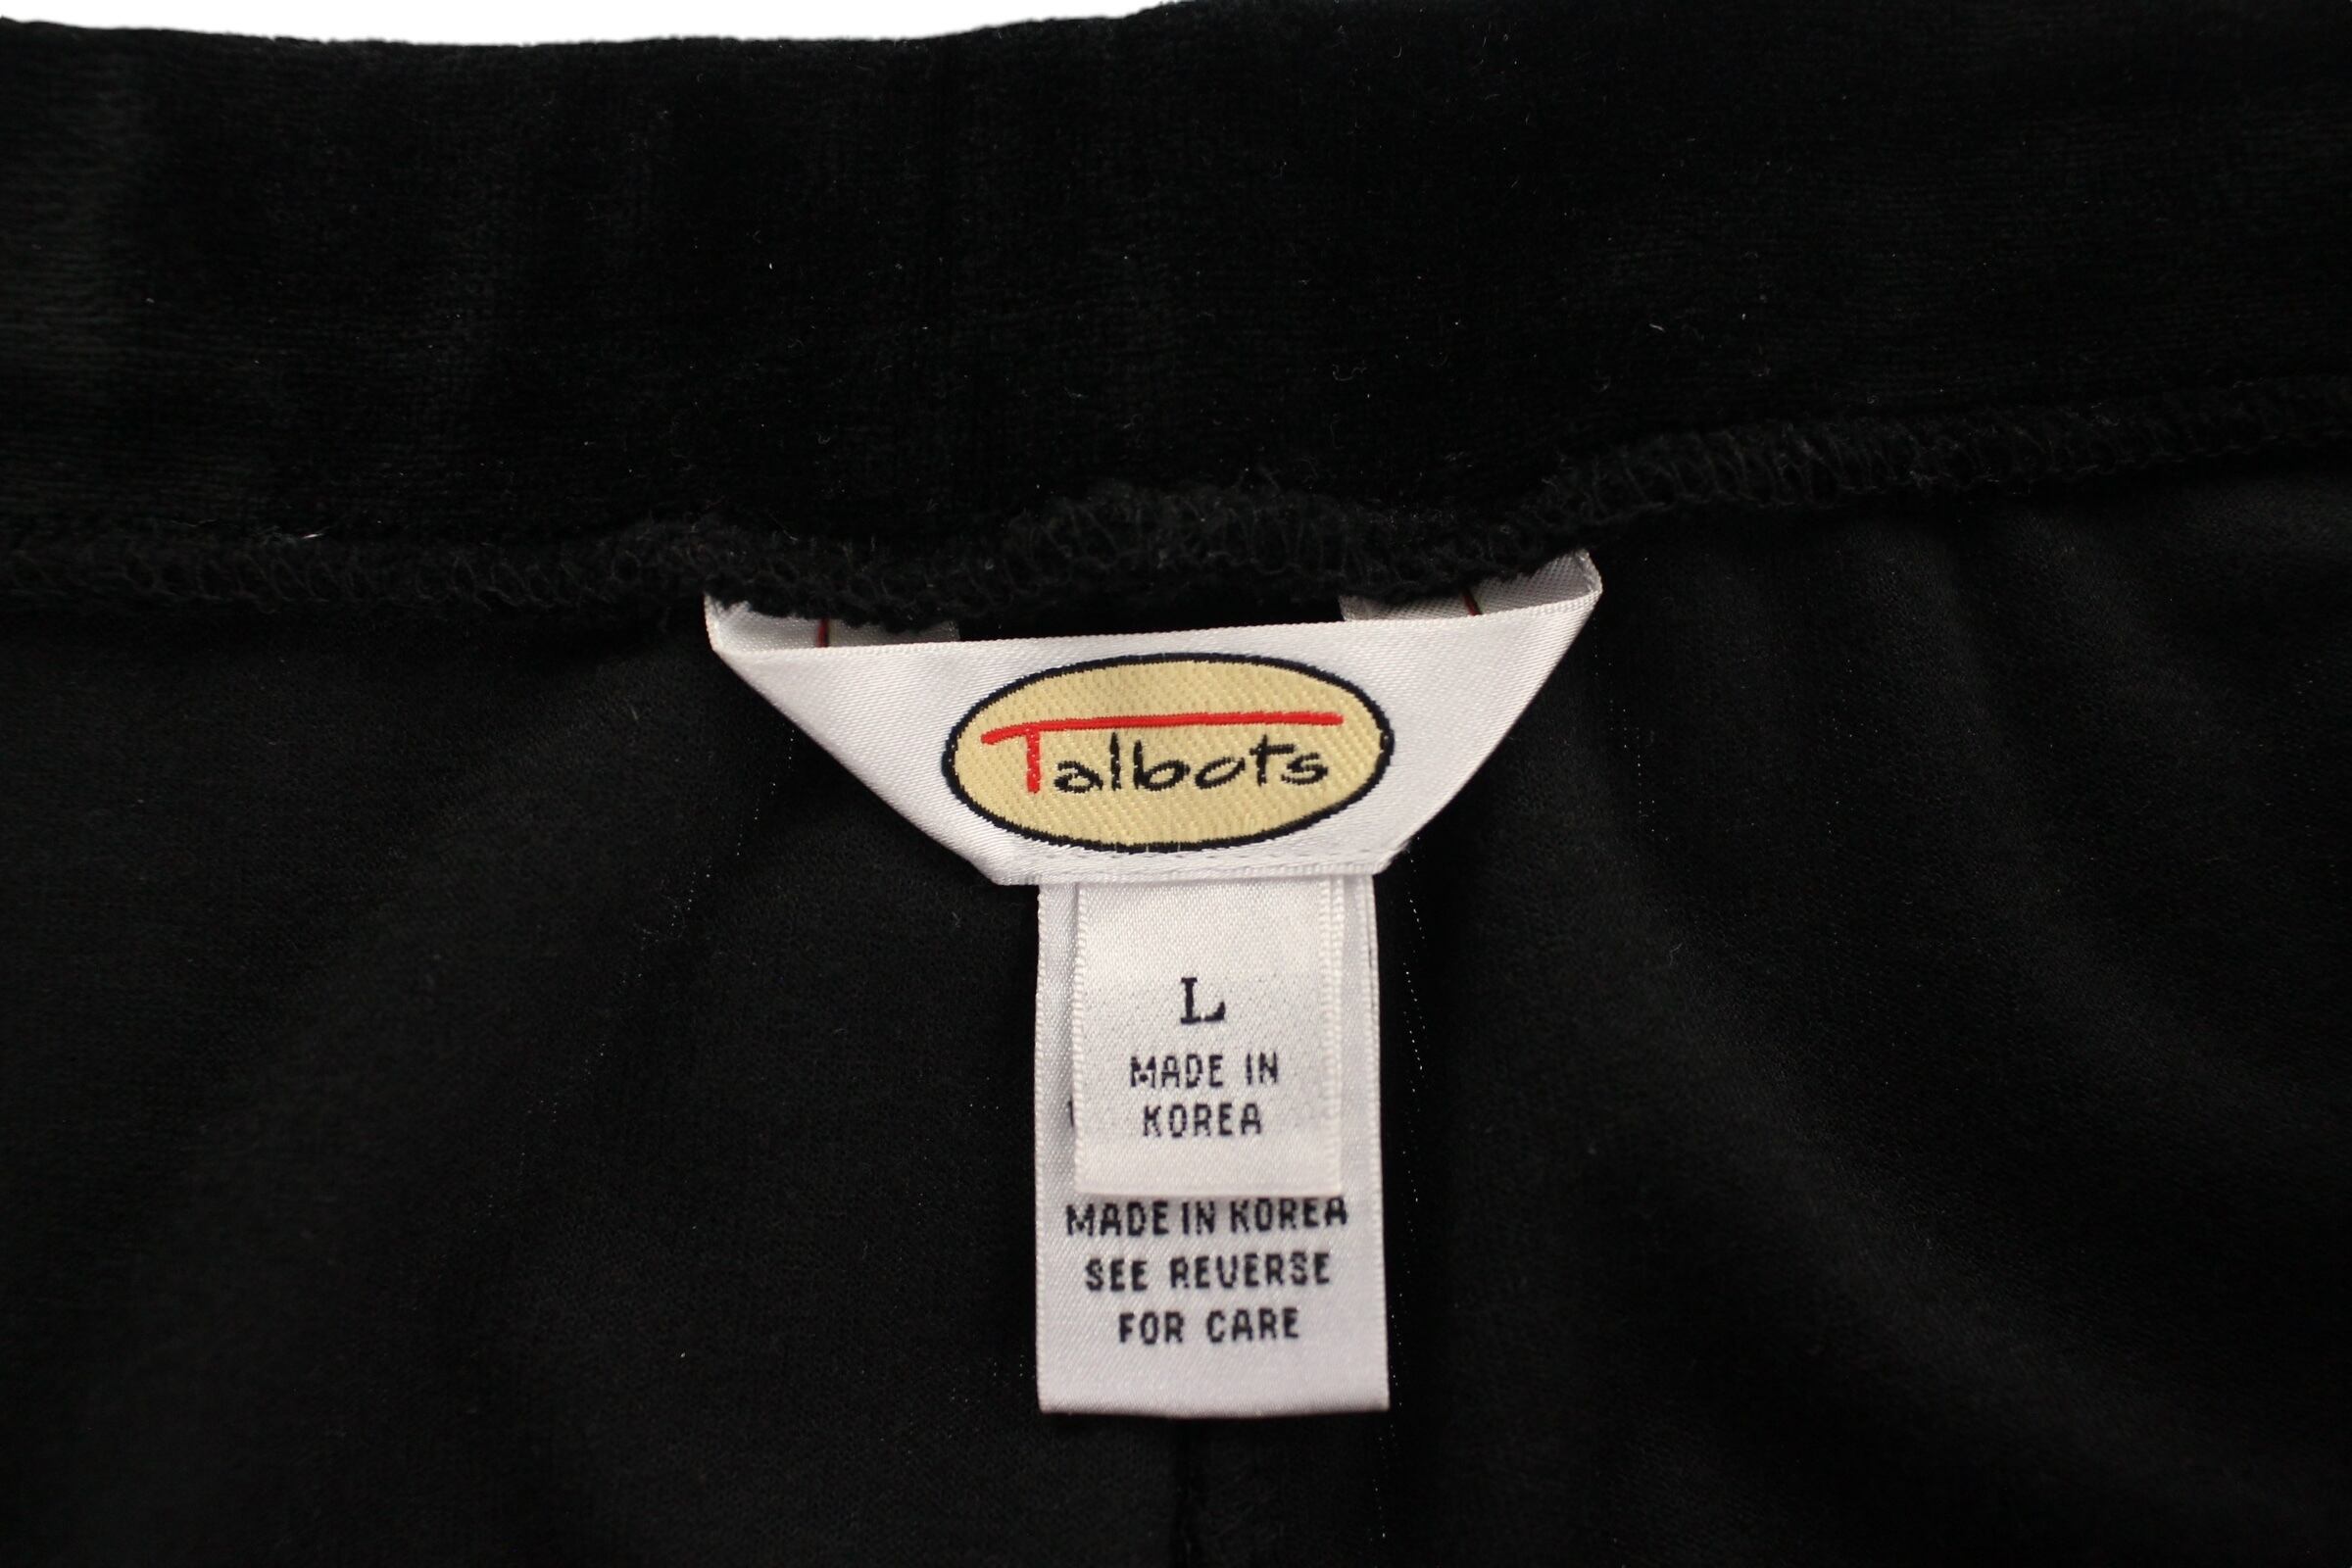 Talbots
L
MADE IN
KOREA
MADE IN KOREA
SEE REVERSE
FOR CARE